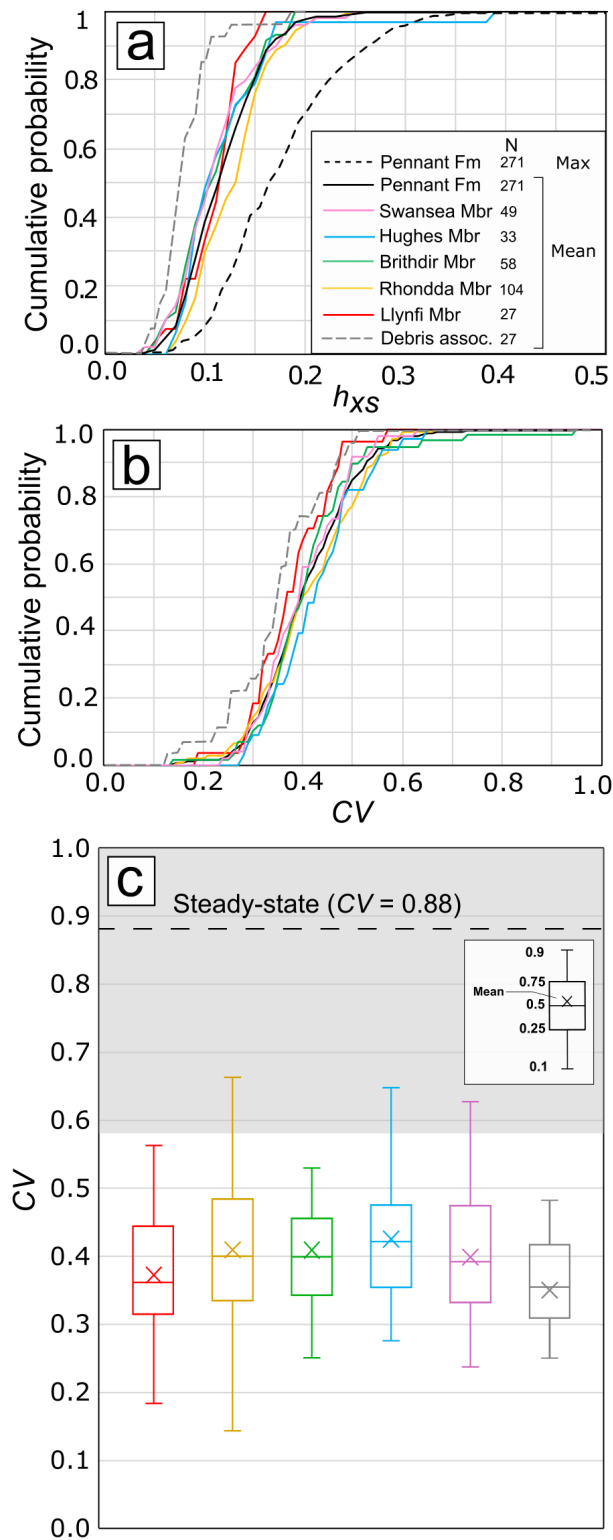 a
Cumulative probability
1
0.8
0.6
0.4
0.2
0.0
N
Pennant Fm 271 Max
Pennant Fm 271
Swansea Mbr 49
Hughes Mbr 33
Mean
Brithdir Mbr 58
Rhondda Mbr 104
Llynfi Mbr 27
Debris assoc. 27
0.0 0.1 0.2 0.3 0.4 0.5
hXS
b
Cumulative probability
1.0
0.8
0.6
0.4
0.2
0.0
0.0 0.2 0.4 0.6 0.8 1.0
CV
c
1.0
Steady-state (CV = 0.88)
0.9
0.8
0.7
0.6
0.5
0.4
0.3
0.2
0.1
0.0
CV
0.9
0.75
Mean
0.5
0.25
0.1